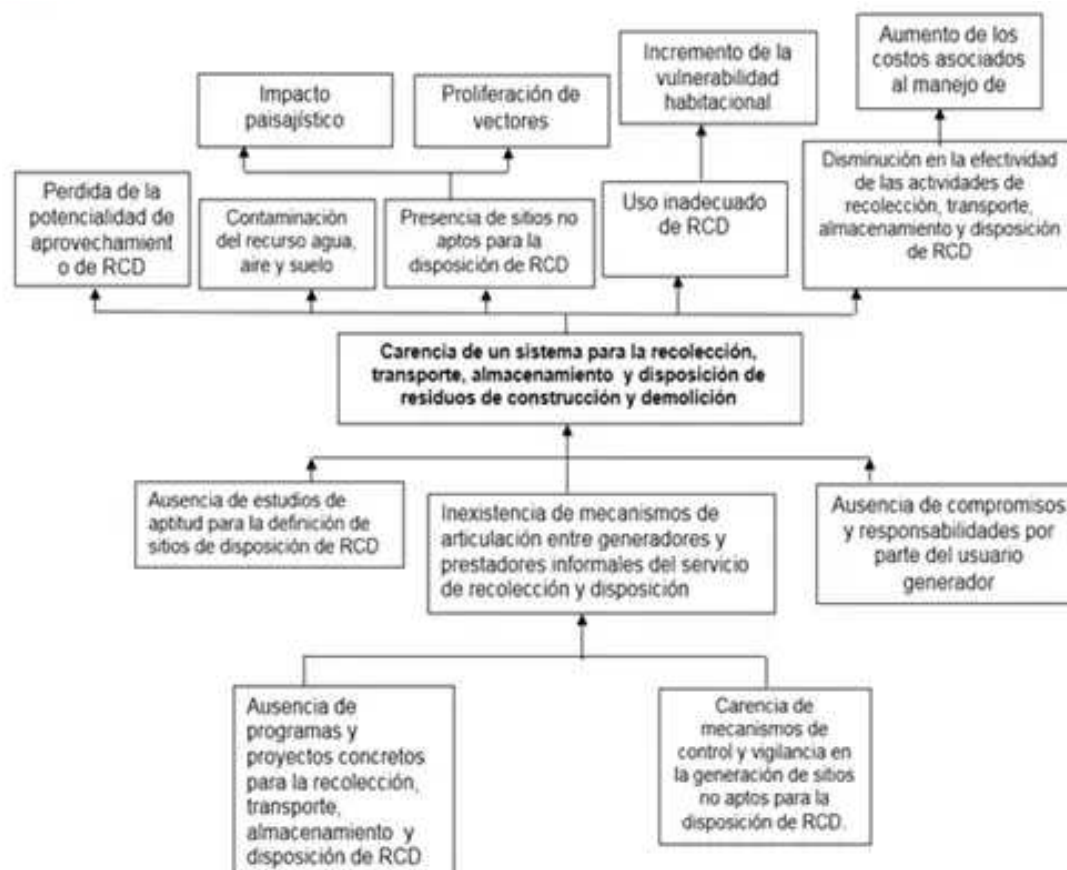 Impacto
paisajístico
Proliferación de
vectores
Incremento de la
vulnerabilidad
habitacional
Aumento de los
costos asociados
al manejo de
Perdida de la
potencialidad de
aprovechamient
o de RCD
Contaminación
del recurso agua,
aire y suelo
Presencia de sitios no
aptos para la
disposición de RCD
Uso inadecuado
de RCD
Disminución en la efectividad
de las actividades de
recolección, transporte,
almacenamiento y disposición
de RCD
Carencia de un sistema para la recolección,
transporte, almacenamiento y disposición de
residuos de construcción y demolición
Ausencia de estudios de
aptitud para la definición de
sitios de disposición de RCD
Inexistencia de mecanismos de
articulación entre generadores y
prestadores informales del servicio
de recolección y disposición
Ausencia de compromisos
y responsabilidades por
parte del usuario
generador
Ausencia de
programas y
proyectos concretos
para la recolección,
transporte,
almacenamiento y
disposición de RCD
Carencia de
mecanismos de
control y vigilancia en
la generación de sitios
no aptos para la
disposición de RCD.